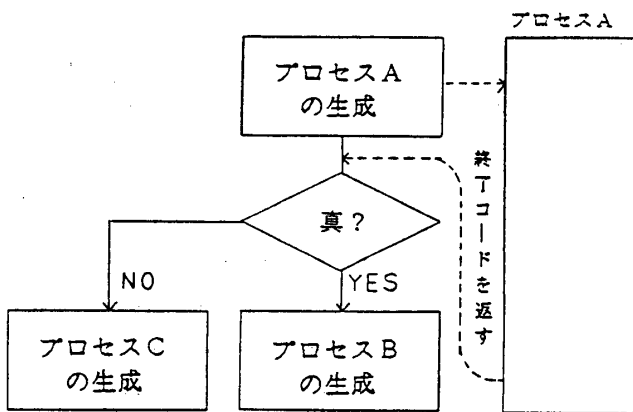 プロセスA
プロセスA
の生成
終了コードを返す
真?
NO
YES
プロセスC
の生成
プロセスB
の生成